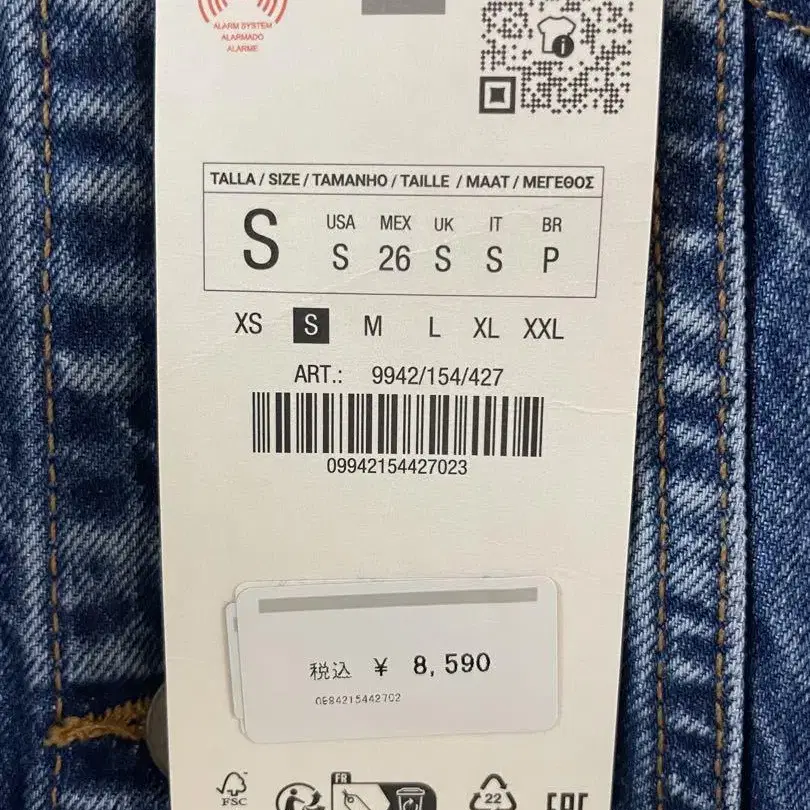 ALARM SYSTEM
ALARMADO
ALARME
i
TALLA / SIZE / TAMANHO / TAILLE / MAAT / ΜΕΓΕΘΟΣ
S
USA MEX UK IT BR
S 26 S S P
XS S M L XL XXL
ART.: 9942/154/427
09942154427023
税込 ¥ 8,590
0984215442702
FR
FSC
22